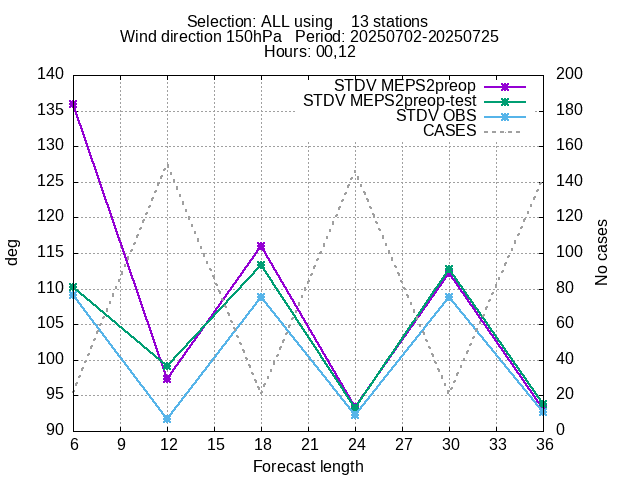 Selection: ALL using    13 stations
Wind direction 150hPa   Period: 20250702-20250725
Hours: 00,12
STDV MEPS2preop
STDV MEPS2preop-test
STDV OBS
CASES
140
135
130
125
120
115
110
105
100
95
90
deg
200
180
160
140
120
100
80
60
40
20
0
No cases
6 9 12 15 18 21 24 27 30 33 36
Forecast length